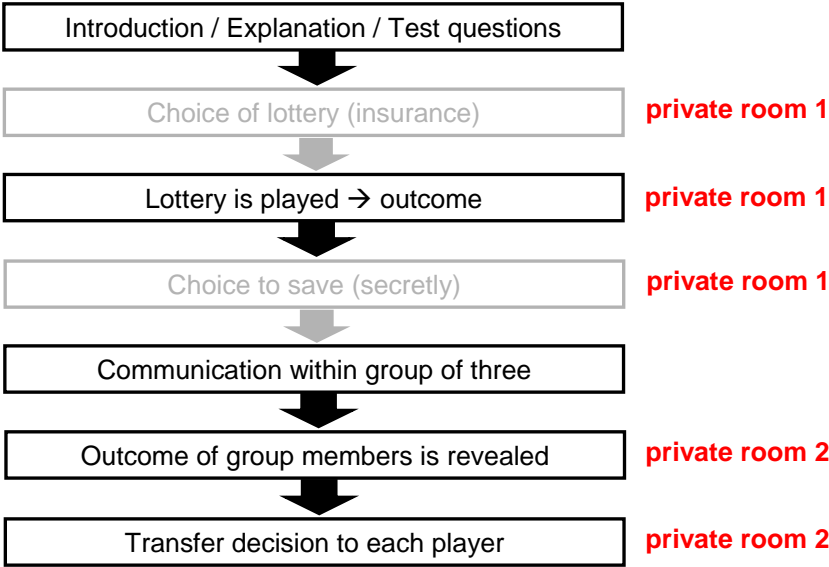 Introduction / Explanation / Test questions
Choice of lottery (insurance) private room 1
Lottery is played → outcome private room 1
Choice to save (secretly) private room 1
Communication within group of three
Outcome of group members is revealed private room 2
Transfer decision to each player private room 2